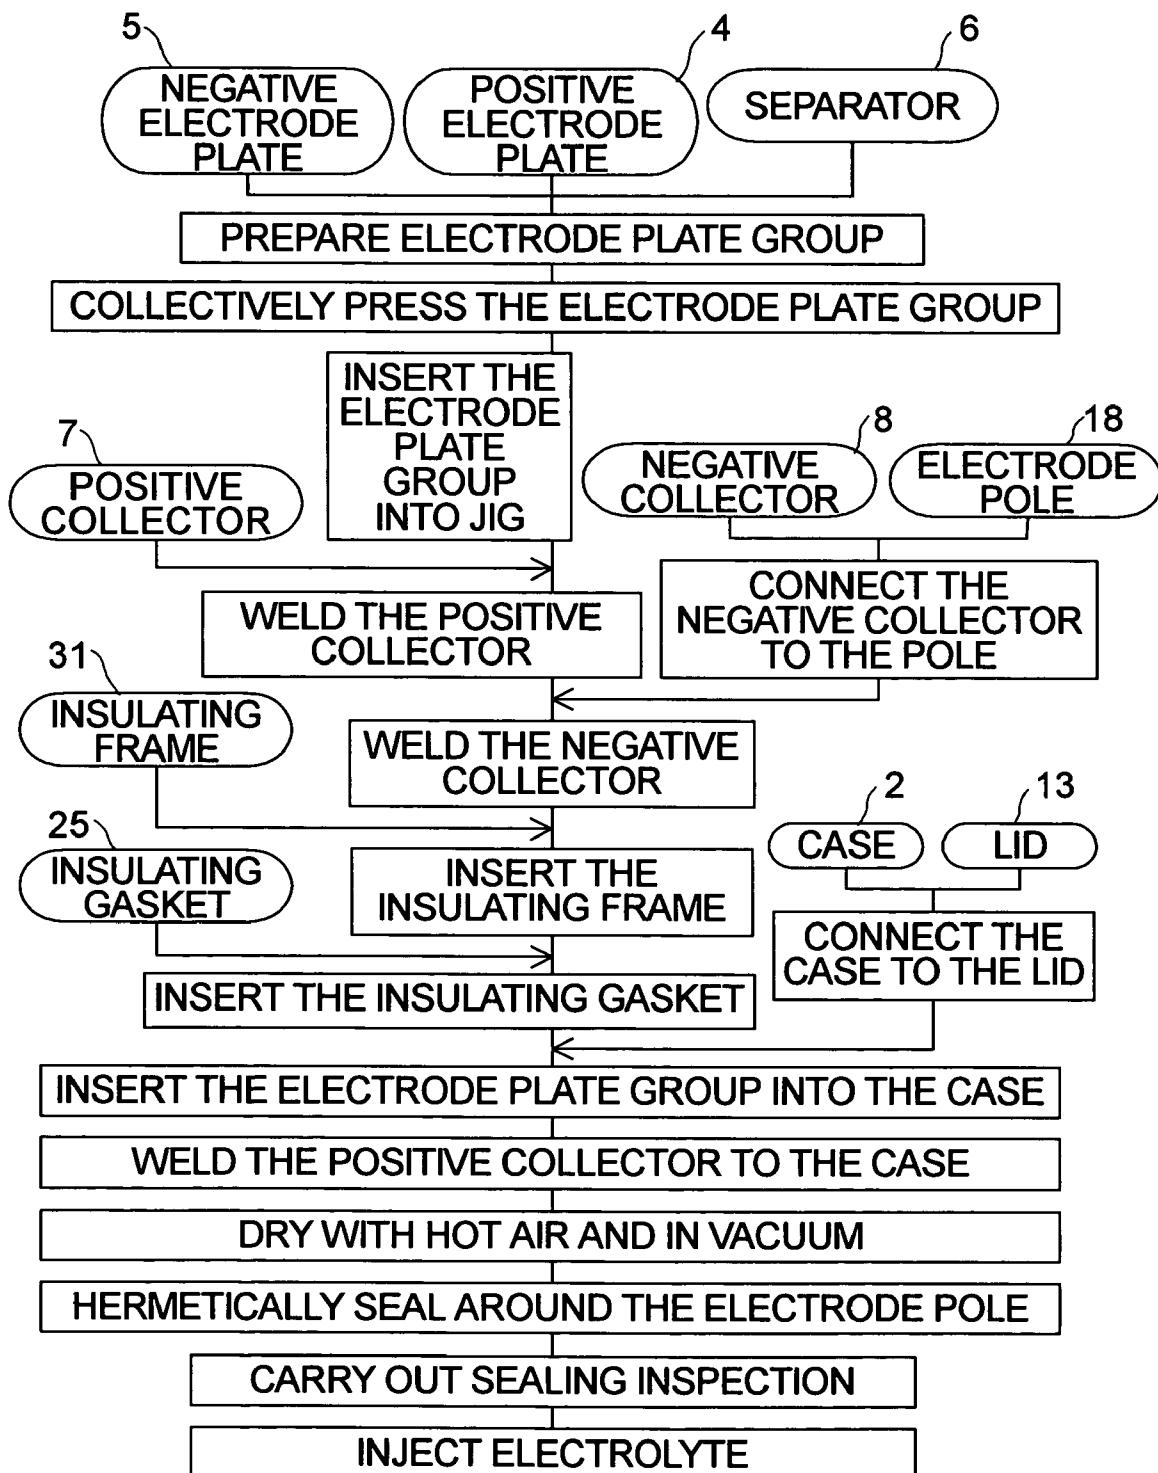 5
4
6
NEGATIVE
ELECTRODE
PLATE
POSITIVE
ELECTRODE
PLATE
SEPARATOR
PREPARE ELECTRODE PLATE GROUP
COLLECTIVELY PRESS THE ELECTRODE PLATE GROUP
INSERT THE
ELECTRODE
PLATE
GROUP
INTO JIG
7
POSITIVE
COLLECTOR
8
NEGATIVE
COLLECTOR
18
ELECTRODE
POLE
WELD THE POSITIVE
COLLECTOR
CONNECT THE
NEGATIVE COLLECTOR
TO THE POLE
31
INSULATING
FRAME
WELD THE NEGATIVE
COLLECTOR
25
INSULATING
GASKET
INSERT THE
INSULATING FRAME
2
CASE
13
LID
CONNECT THE
CASE TO THE LID
INSERT THE INSULATING GASKET
INSERT THE ELECTRODE PLATE GROUP INTO THE CASE
WELD THE POSITIVE COLLECTOR TO THE CASE
DRY WITH HOT AIR AND IN VACUUM
HERMETICALLY SEAL AROUND THE ELECTRODE POLE
CARRY OUT SEALING INSPECTION
INJECT ELECTROLYTE